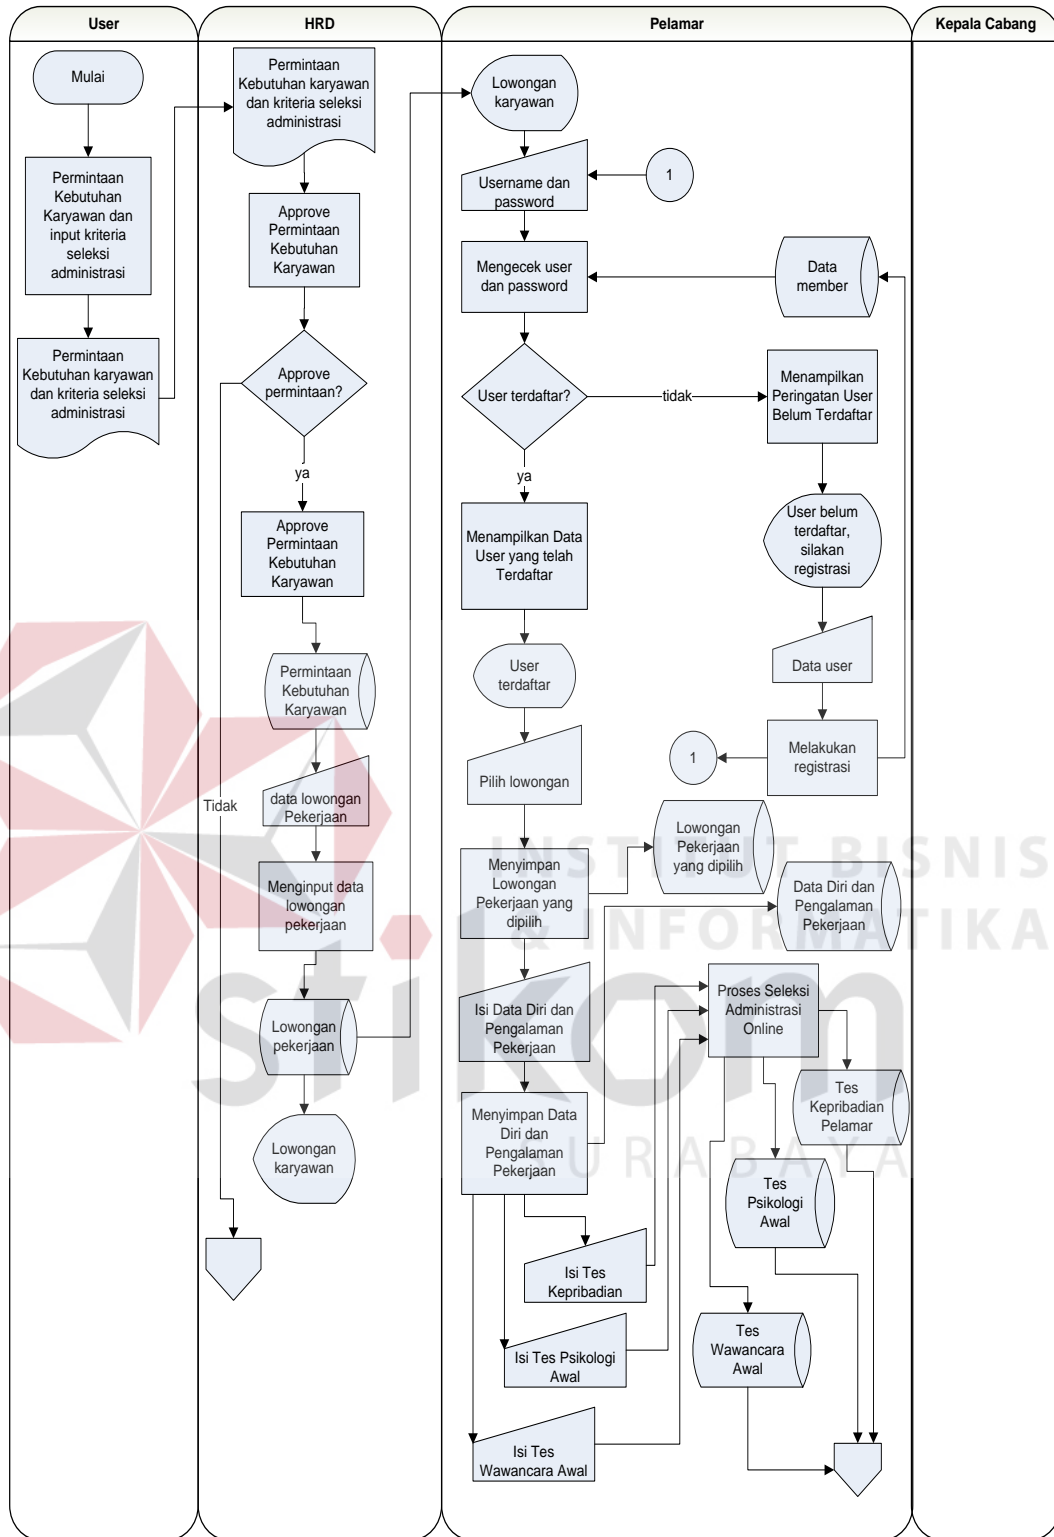 User
HRD
Pelamar
Kepala Cabang
Mulai
Permintaan
Kebutuhan
Karyawan dan
input kriteria
seleksi
administrasi
Permintaan
Kebutuhan karyawan
dan kriteria seleksi
administrasi
Permintaan
Kebutuhan karyawan
dan kriteria seleksi
administrasi
Approve
Permintaan
Kebutuhan
Karyawan
Approve
permintaan?
ya
Tidak
Approve
Permintaan
Kebutuhan
Karyawan
Permintaan
Kebutuhan
Karyawan
data lowongan
Pekerjaan
Menginput data
lowongan
pekerjaan
Lowongan
pekerjaan
Lowongan
karyawan
Lowongan
karyawan
Username dan
password
1
Mengecek user
dan password
Data
member
User terdaftar?
tidak
ya
Menampilkan
Peringatan User
Belum Terdaftar
User belum
terdaftar,
silakan
registrasi
Data user
Melakukan
registrasi
1
Menampilkan Data
User yang telah
Terdaftar
User
terdaftar
Pilih lowongan
Menyimpan
Lowongan
Pekerjaan yang
dipilih
Lowongan
Pekerjaan
yang dipilih
Data Diri dan
Pengalaman
Pekerjaan
Isi Data Diri dan
Pengalaman
Pekerjaan
Menyimpan Data
Diri dan
Pengalaman
Pekerjaan
Proses Seleksi
Administrasi
Online
Tes
Kepribadian
Pelamar
Tes
Psikologi
Awal
Tes
Wawancara
Awal
Isi Tes
Kepribadian
Isi Tes Psikologi
Awal
Isi Tes
Wawancara Awal
INSTITUT BISNIS
& INFORMATIKA
stikom
SURABAYA